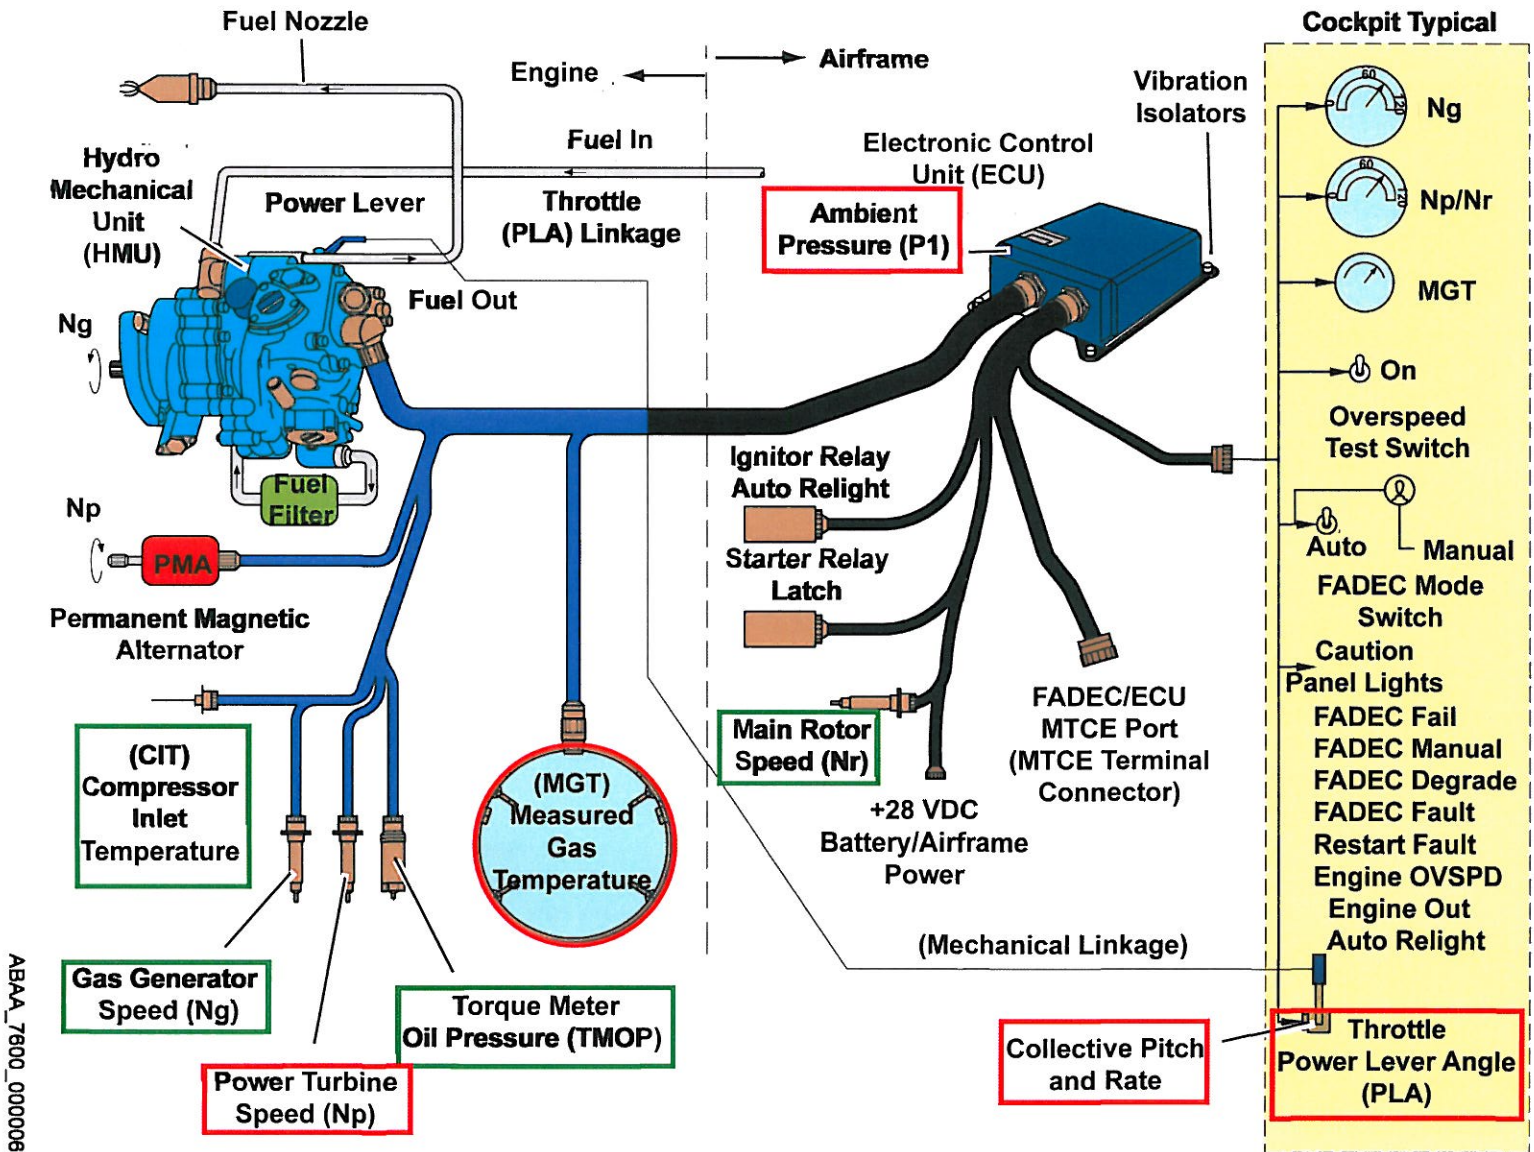 Fuel Nozzle
Engine
Airframe
Cockpit Typical
Vibration
Isolators
Fuel In
Electronic Control
Unit (ECU)
Hydro
Mechanical
Unit
(HMU)
Power Lever
Throttle
(PLA) Linkage
Ambient
Pressure (P1)
Fuel Out
Ng
Fuel
Filter
Np
PMA
Permanent Magnetic
Alternator
Ignitor Relay
Auto Relight
Starter Relay
Latch
(CIT)
Compressor
Inlet
Temperature
(MGT)
Measured
Gas
Temperature
Main Rotor
Speed (Nr)
+28 VDC
Battery/Airframe
Power
FADEC/ECU
MTCE Port
(MTCE Terminal
Connector)
Gas Generator
Speed (Ng)
Torque Meter
Oil Pressure (TMOP)
Power Turbine
Speed (Np)
(Mechanical Linkage)
Collective Pitch
and Rate
0
60
120
Ng
60
120
Np/Nr
MGT
On
Overspeed
Test Switch
Auto
Manual
FADEC Mode
Switch
Caution
Panel Lights
FADEC Fail
FADEC Manual
FADEC Degrade
FADEC Fault
Restart Fault
Engine OVSPD
Engine Out
Auto Relight
Throttle
Power Lever Angle
(PLA)
ABAA_7600_000006